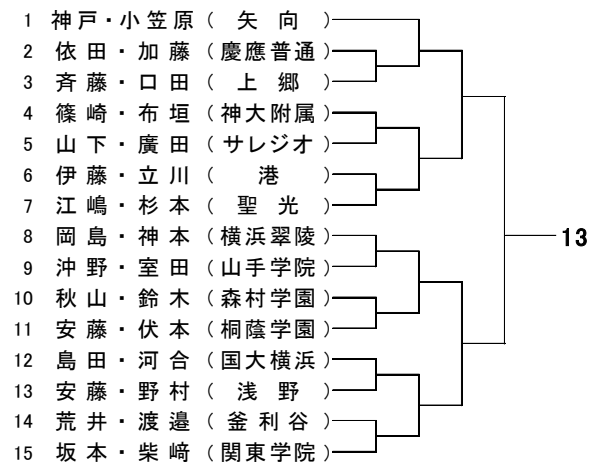 1 神戸・小笠原 ( 矢 向 )
2 依田・加藤 ( 慶應普通 )
3 斉藤・口田 ( 上 郷 )
4 篠崎・布垣 ( 神大附属 )
5 山下・廣田 ( サレジオ )
6 伊藤・立川 ( 港 )
7 江嶋・杉本 ( 聖 光 )
8 岡島・神本 ( 横浜翠陵 )
9 沖野・室田 ( 山手学院 )
10 秋山・鈴木 ( 森村学園 )
11 安藤・伏本 ( 桐蔭学園 )
12 島田・河合 ( 国大横浜 )
13 安藤・野村 ( 浅 野 )
14 荒井・渡邉 ( 釜利谷 )
15 坂本・柴﨑 ( 関東学院 )
13